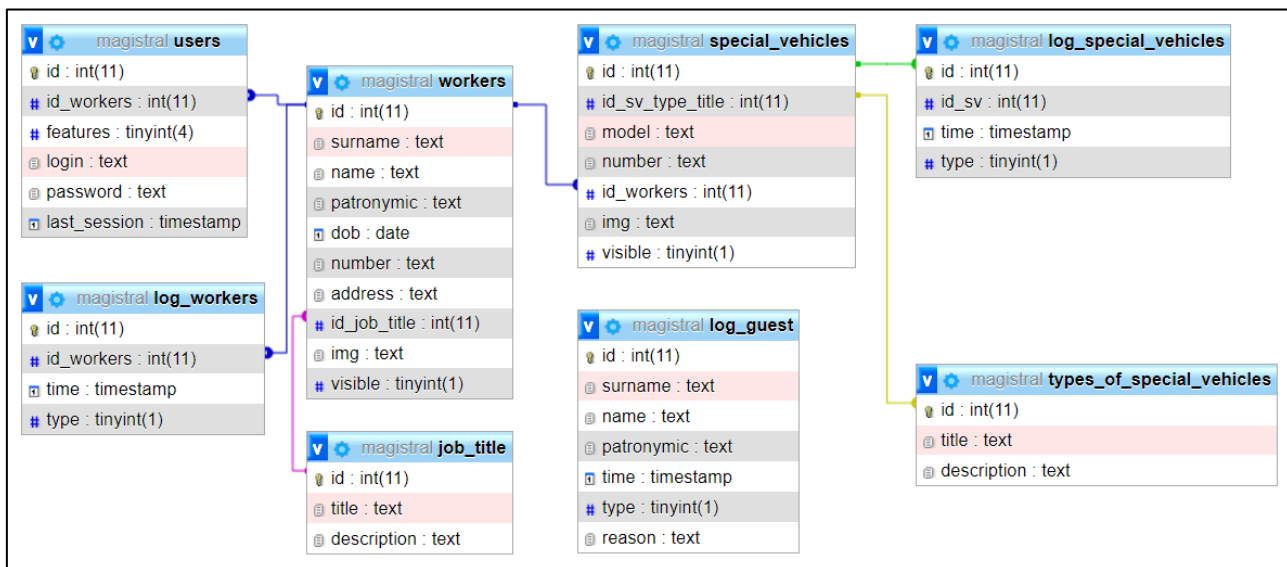 magistral users
id : int(11)
id_workers : int(11)
features : tinyint(4)
login : text
password : text
last_session : timestamp
magistral log_workers
id : int(11)
id_workers : int(11)
time : timestamp
type : tinyint(1)
magistral workers
id : int(11)
surname : text
name : text
patronymic : text
dob : date
number : text
address : text
id_job_title : int(11)
img : text
visible : tinyint(1)
magistral job_title
id : int(11)
title : text
description : text
magistral special_vehicles
id : int(11)
id_sv_type_title : int(11)
model : text
number : text
id_workers : int(11)
img : text
visible : tinyint(1)
magistral log_guest
id : int(11)
surname : text
name : text
patronymic : text
time : timestamp
type : tinyint(1)
reason : text
magistral log_special_vehicles
id : int(11)
id_sv : int(11)
time : timestamp
type : tinyint(1)
magistral types_of_special_vehicles
id : int(11)
title : text
description : text